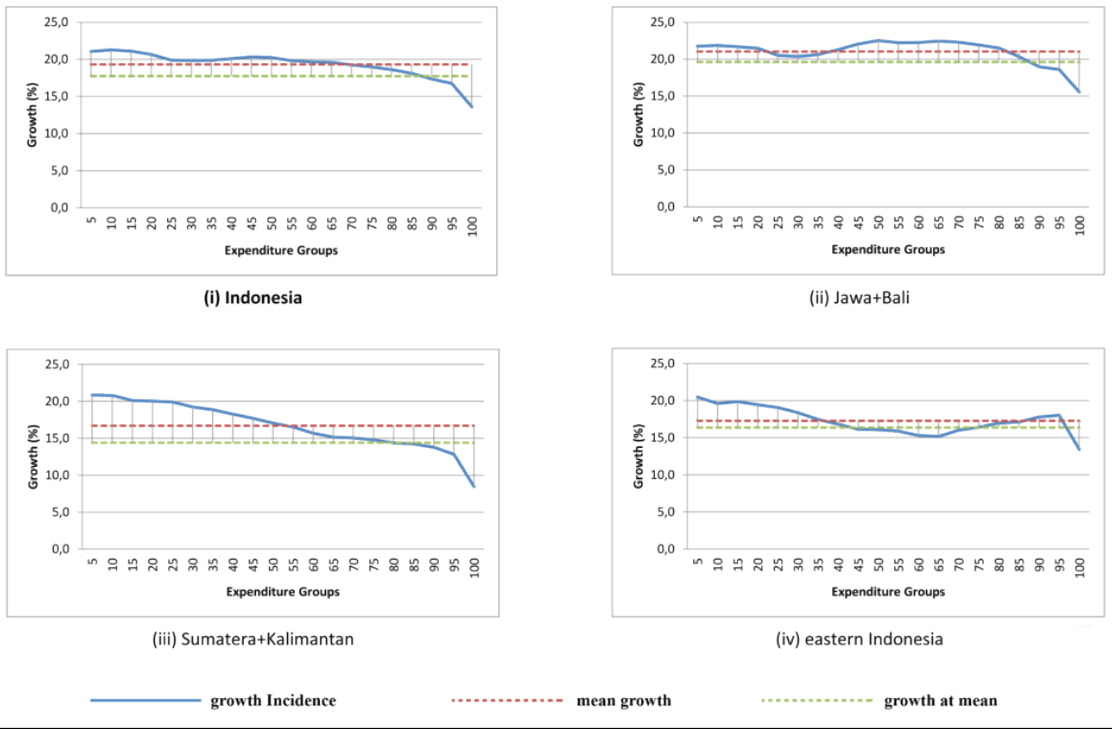 25,0
20,0
15,0
10,0
5,0
0,0
Growth (%)
5 10 15 20 25 30 35 40 45 50 55 60 65 70 75 80 85 90 95 100
Expenditure Groups
(i) Indonesia
25,0
20,0
15,0
10,0
5,0
0,0
Growth (%)
5 10 15 20 25 30 35 40 45 50 55 60 65 70 75 80 85 90 95 100
Expenditure Groups
(ii) Jawa+Bali
25,0
20,0
15,0
10,0
5,0
0,0
Growth (%)
5 10 15 20 25 30 35 40 45 50 55 60 65 70 75 80 85 90 95 100
Expenditure Groups
(iii) Sumatera+Kalimantan
25,0
20,0
15,0
10,0
5,0
0,0
Growth (%)
5 10 15 20 25 30 35 40 45 50 55 60 65 70 75 80 85 90 95 100
Expenditure Groups
(iv) eastern Indonesia
growth Incidence mean growth growth at mean